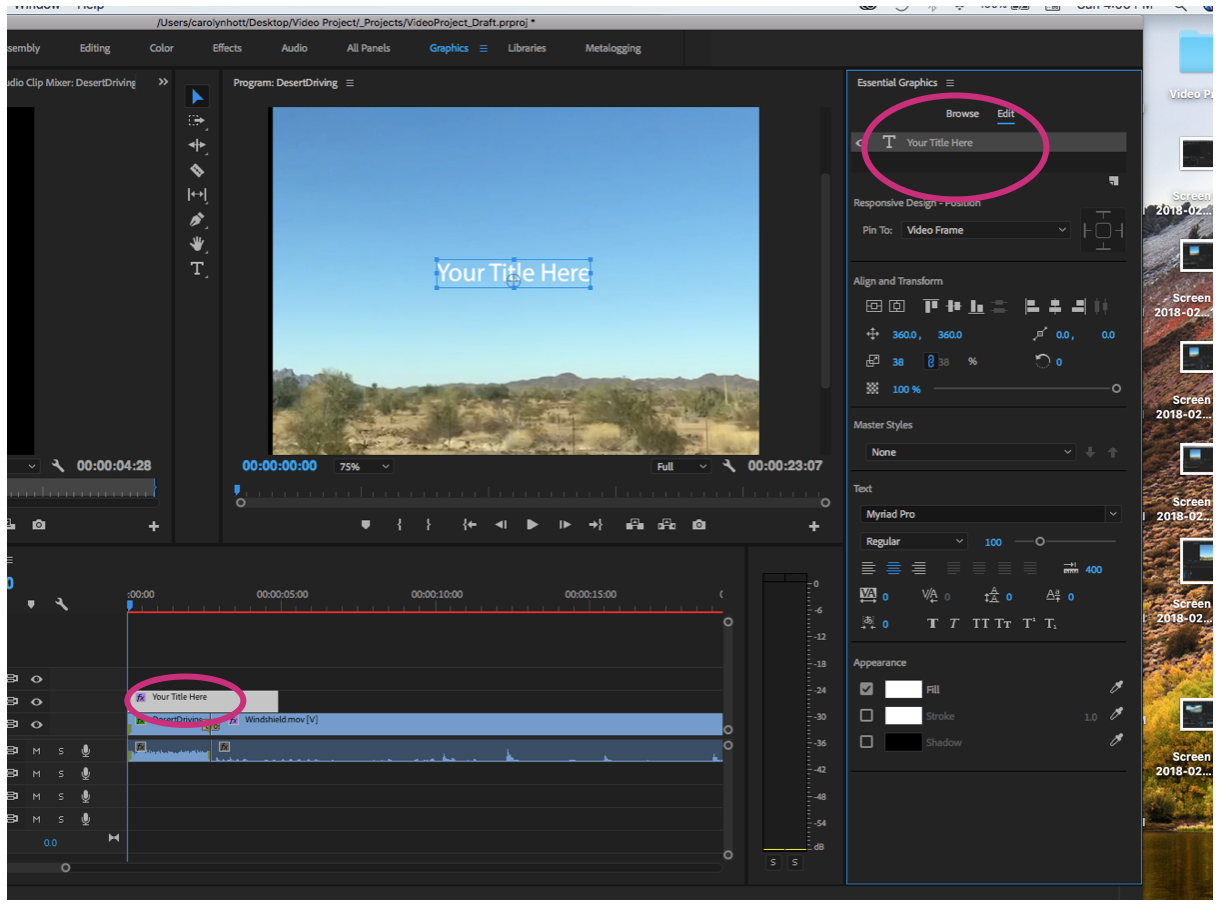 Window Help
/Users/carolynhott/Desktop/Video Project/_Projects/VideoProject_Draft.prproj *
ssembly Editing Color Effects Audio All Panels Graphics Libraries Metalogging
udio Clip Mixer: DesertDriving
Program: DesertDriving
Essential Graphics
Browse Edit
Your Title Here
Responsive Design - Position
Pin To: Video Frame
Your Title Here
Align and Transform
360.0 , 360.0 0.0 , 0.0
38 38 % 0
100 %
Master Styles
None
00:00:04:28
00:00:00:00 75% Full 00:00:23:07
Text
Myriad Pro
Regular 100
400
0 0 0 0
0 T T TT Tт T¹ T₁
:00:00 00:00:05:00 00:00:10:00 00:00:15:00
Your Title Here
DesertDriving
fx Windshield.mov [V]
M S
M S
M S
M S
0.0
0
-6
-12
-18
-24
-30
-36
-42
-48
-54
dB
S S
Appearance
Fill
Stroke 1.0
Shadow
Video Pr
Screen
2018-02...
Screen
2018-02...
Screen
2018-02...
Screen
2018-02...
Screen
2018-02...
Screen
2018-02...